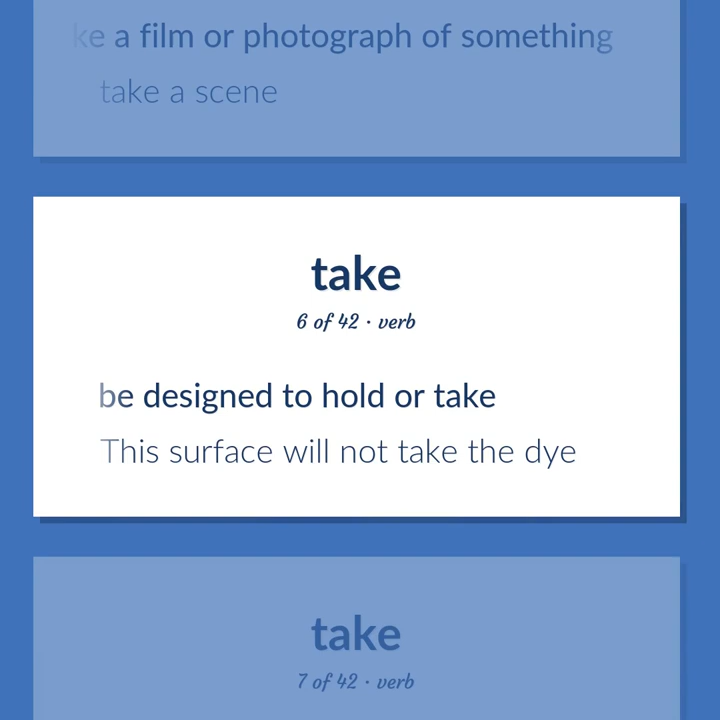 ke a film or photograph of something
take a scene
take
6 of 42 · verb
be designed to hold or take
This surface will not take the dye
take
7 of 42 · verb